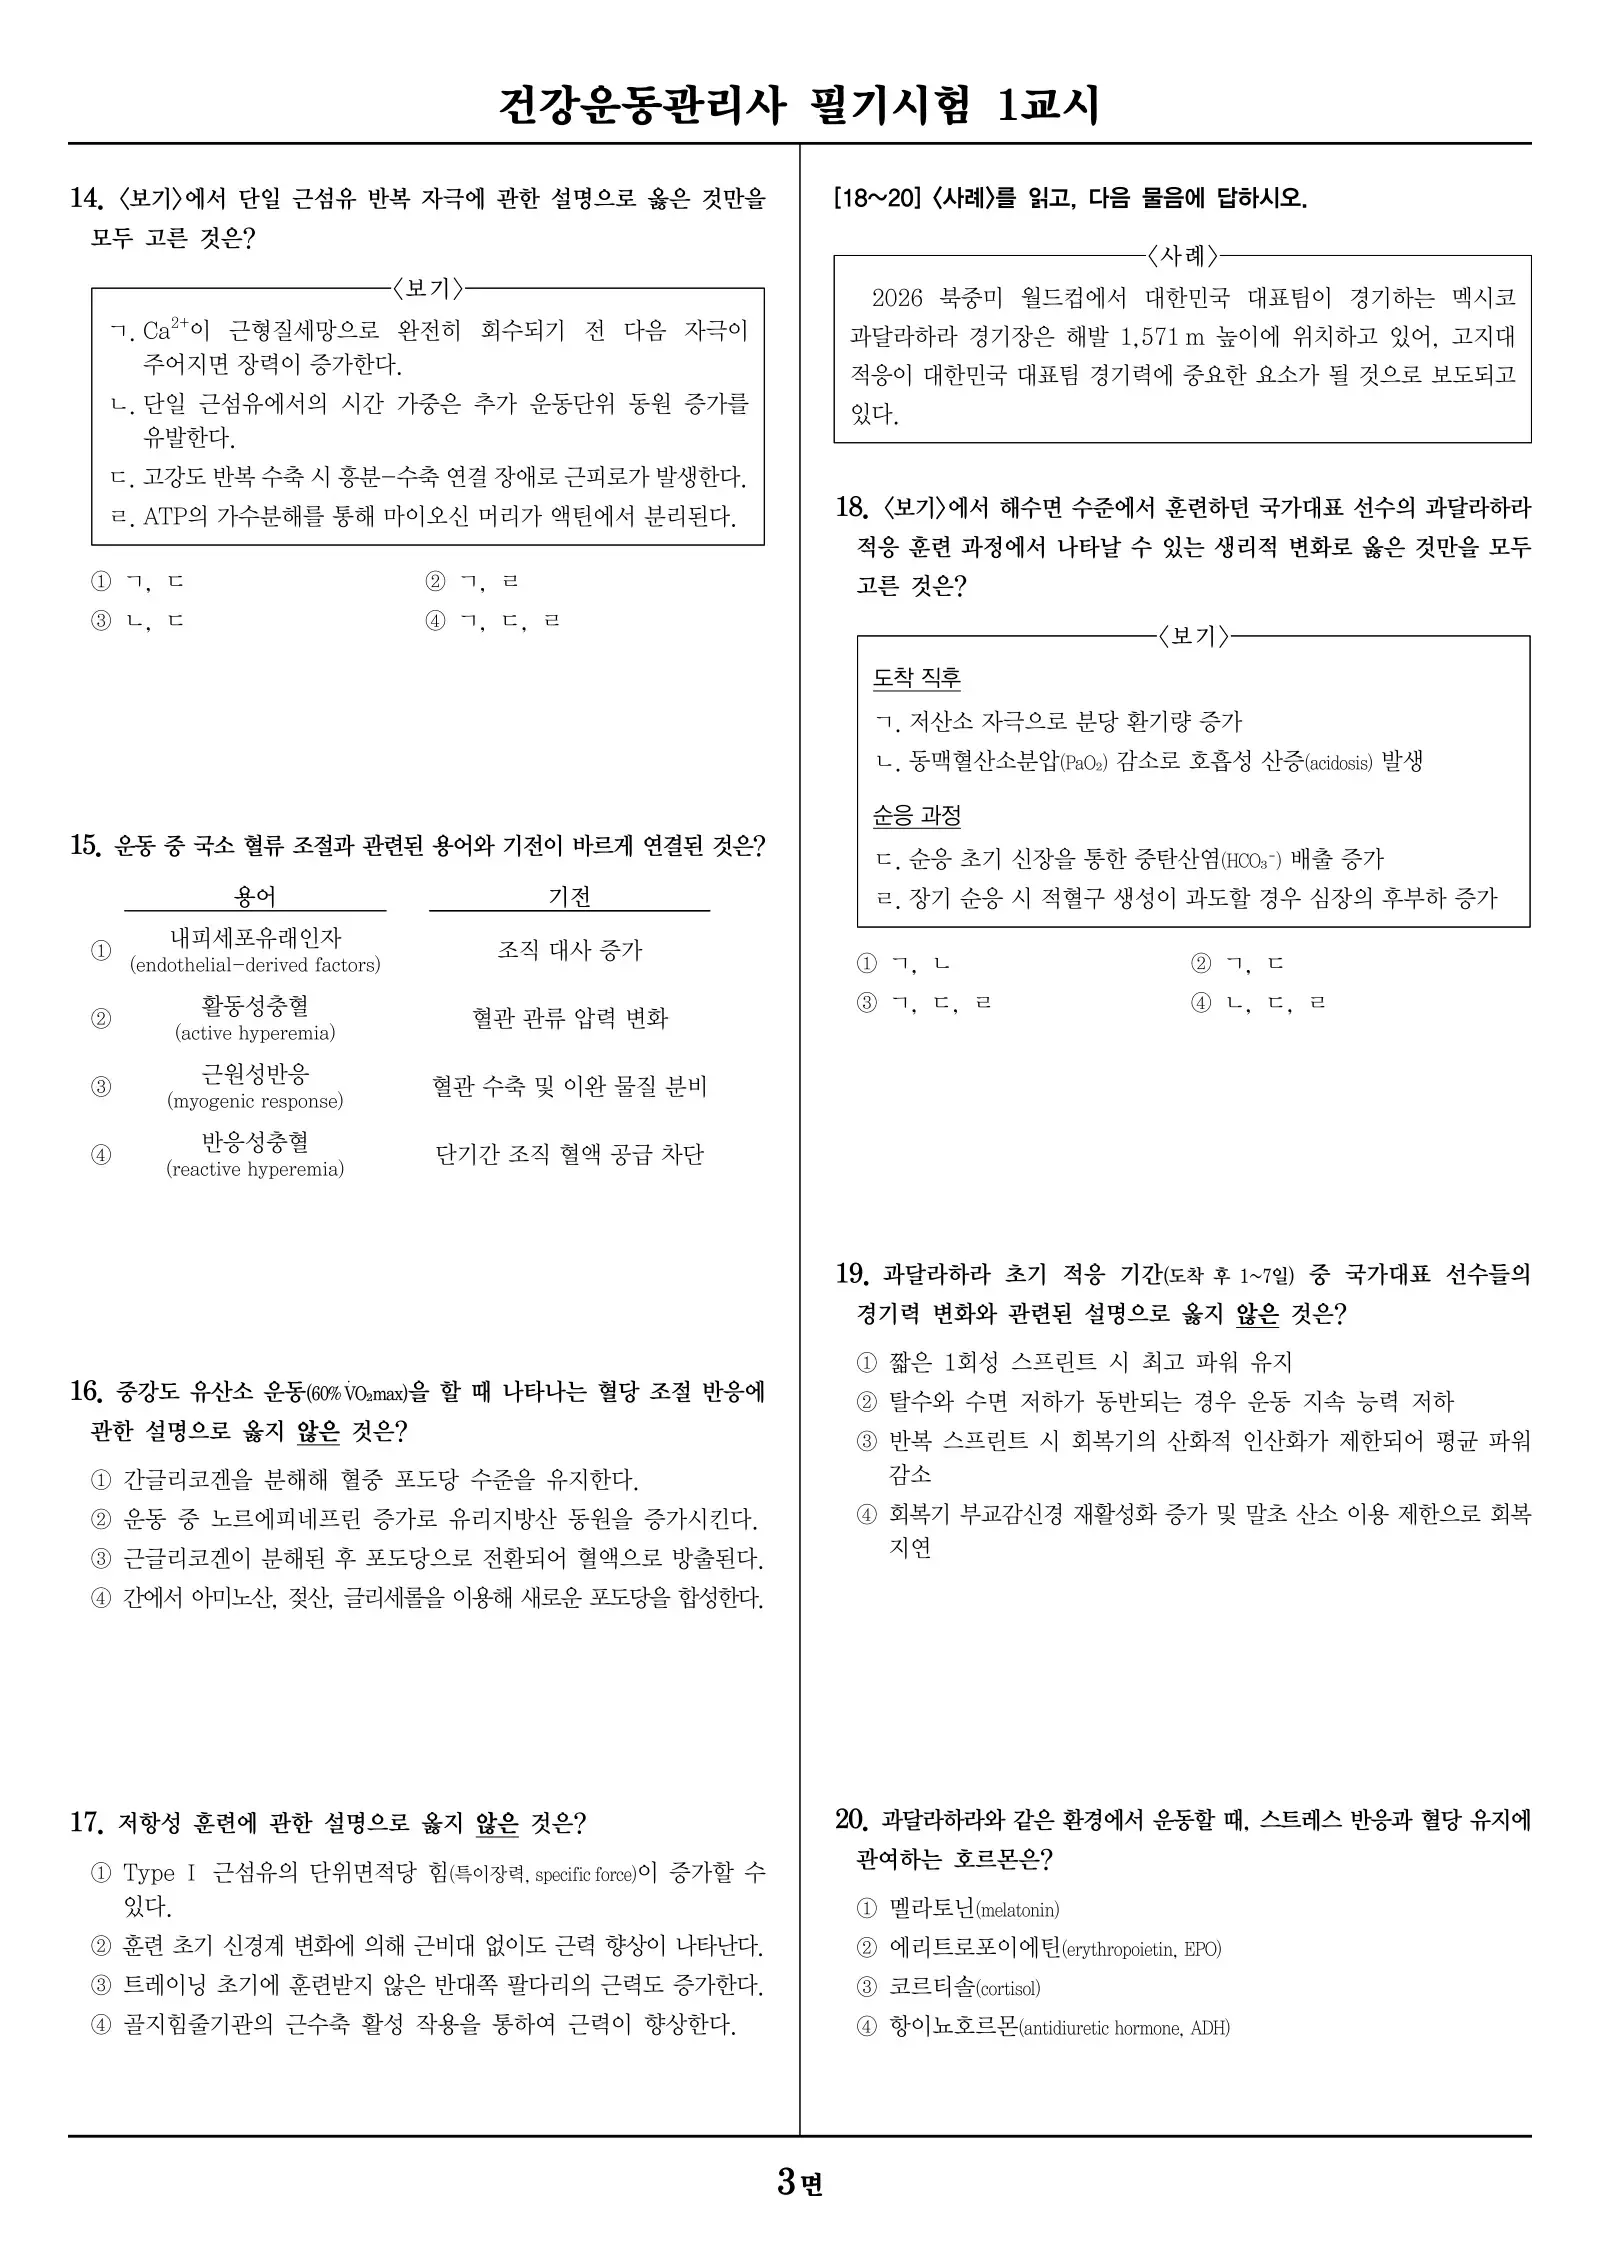 건강운동관리사 필기시험 1교시
14. 〈보기〉에서 단일 근섬유 반복 자극에 관한 설명으로 옳은 것만을
모두 고른 것은?
〈보기〉
ㄱ. Ca²⁺이 근형질세망으로 완전히 회수되기 전 다음 자극이
주어지면 장력이 증가한다.
ㄴ. 단일 근섬유에서의 시간 가중은 추가 운동단위 동원 증가를
유발한다.
ㄷ. 고강도 반복 수축 시 흥분-수축 연결 장애로 근피로가 발생한다.
ㄹ. ATP의 가수분해를 통해 마이오신 머리가 액틴에서 분리된다.
① ㄱ, ㄷ ② ㄱ, ㄹ
③ ㄴ, ㄷ ④ ㄱ, ㄷ, ㄹ
15. 운동 중 국소 혈류 조절과 관련된 용어와 기전이 바르게 연결된 것은?
용어 기전
① 내피세포유래인자 조직 대사 증가
(endothelial-derived factors)
② 활동성충혈 혈관 관류 압력 변화
(active hyperemia)
③ 근원성반응 혈관 수축 및 이완 물질 분비
(myogenic response)
④ 반응성충혈 단기간 조직 혈액 공급 차단
(reactive hyperemia)
16. 중강도 유산소 운동(60% V̇O₂max)을 할 때 나타나는 혈당 조절 반응에
관한 설명으로 옳지 않은 것은?
① 간글리코겐을 분해해 혈중 포도당 수준을 유지한다.
② 운동 중 노르에피네프린 증가로 유리지방산 동원을 증가시킨다.
③ 근글리코겐이 분해된 후 포도당으로 전환되어 혈액으로 방출된다.
④ 간에서 아미노산, 젖산, 글리세롤을 이용해 새로운 포도당을 합성한다.
17. 저항성 훈련에 관한 설명으로 옳지 않은 것은?
① Type Ⅰ 근섬유의 단위면적당 힘(특이장력, specific force)이 증가할 수
있다.
② 훈련 초기 신경계 변화에 의해 근비대 없이도 근력 향상이 나타난다.
③ 트레이닝 초기에 훈련받지 않은 반대쪽 팔다리의 근력도 증가한다.
④ 골지힘줄기관의 근수축 활성 작용을 통하여 근력이 향상한다.
[18~20] 〈사례〉를 읽고, 다음 물음에 답하시오.
〈사례〉
2026 북중미 월드컵에서 대한민국 대표팀이 경기하는 멕시코
과달라하라 경기장은 해발 1,571 m 높이에 위치하고 있어, 고지대
적응이 대한민국 대표팀 경기력에 중요한 요소가 될 것으로 보도되고
있다.
18. 〈보기〉에서 해수면 수준에서 훈련하던 국가대표 선수의 과달라하라
적응 훈련 과정에서 나타날 수 있는 생리적 변화로 옳은 것만을 모두
고른 것은?
〈보기〉
도착 직후
ㄱ. 저산소 자극으로 분당 환기량 증가
ㄴ. 동맥혈산소분압(PaO₂) 감소로 호흡성 산증(acidosis) 발생
순응 과정
ㄷ. 순응 초기 신장을 통한 중탄산염(HCO₃⁻) 배출 증가
ㄹ. 장기 순응 시 적혈구 생성이 과도할 경우 심장의 후부하 증가
① ㄱ, ㄴ ② ㄱ, ㄷ
③ ㄱ, ㄷ, ㄹ ④ ㄴ, ㄷ, ㄹ
19. 과달라하라 초기 적응 기간(도착 후 1~7일) 중 국가대표 선수들의
경기력 변화와 관련된 설명으로 옳지 않은 것은?
① 짧은 1회성 스프린트 시 최고 파워 유지
② 탈수와 수면 저하가 동반되는 경우 운동 지속 능력 저하
③ 반복 스프린트 시 회복기의 산화적 인산화가 제한되어 평균 파워
감소
④ 회복기 부교감신경 재활성화 증가 및 말초 산소 이용 제한으로 회복
지연
20. 과달라하라와 같은 환경에서 운동할 때, 스트레스 반응과 혈당 유지에
관여하는 호르몬은?
① 멜라토닌(melatonin)
② 에리트로포이에틴(erythropoietin, EPO)
③ 코르티솔(cortisol)
④ 항이뇨호르몬(antidiuretic hormone, ADH)
3면